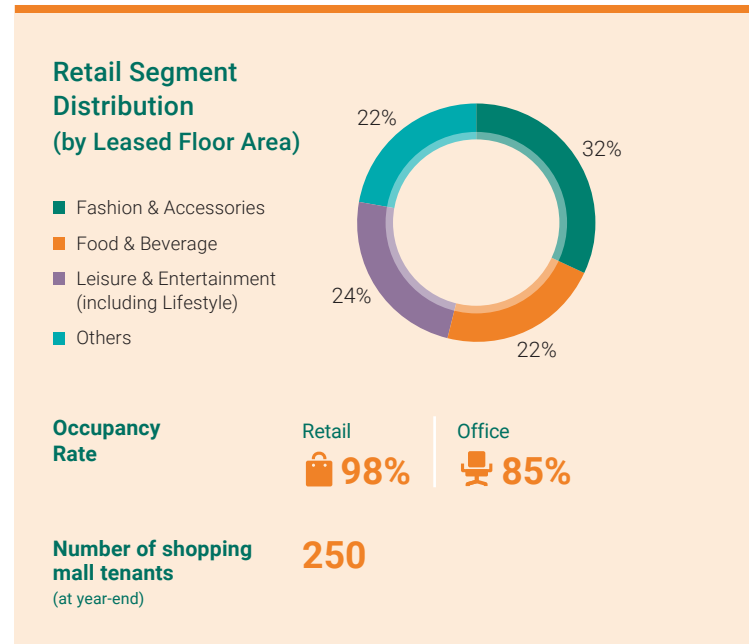 Retail Segment
Distribution
(by Leased Floor Area)
Fashion & Accessories
Food & Beverage
Leisure & Entertainment
(including Lifestyle)
Others
22%
32%
24%
22%
Occupancy
Rate
Retail
98%
Office
85%
Number of shopping
mall tenants
(at year-end)
250